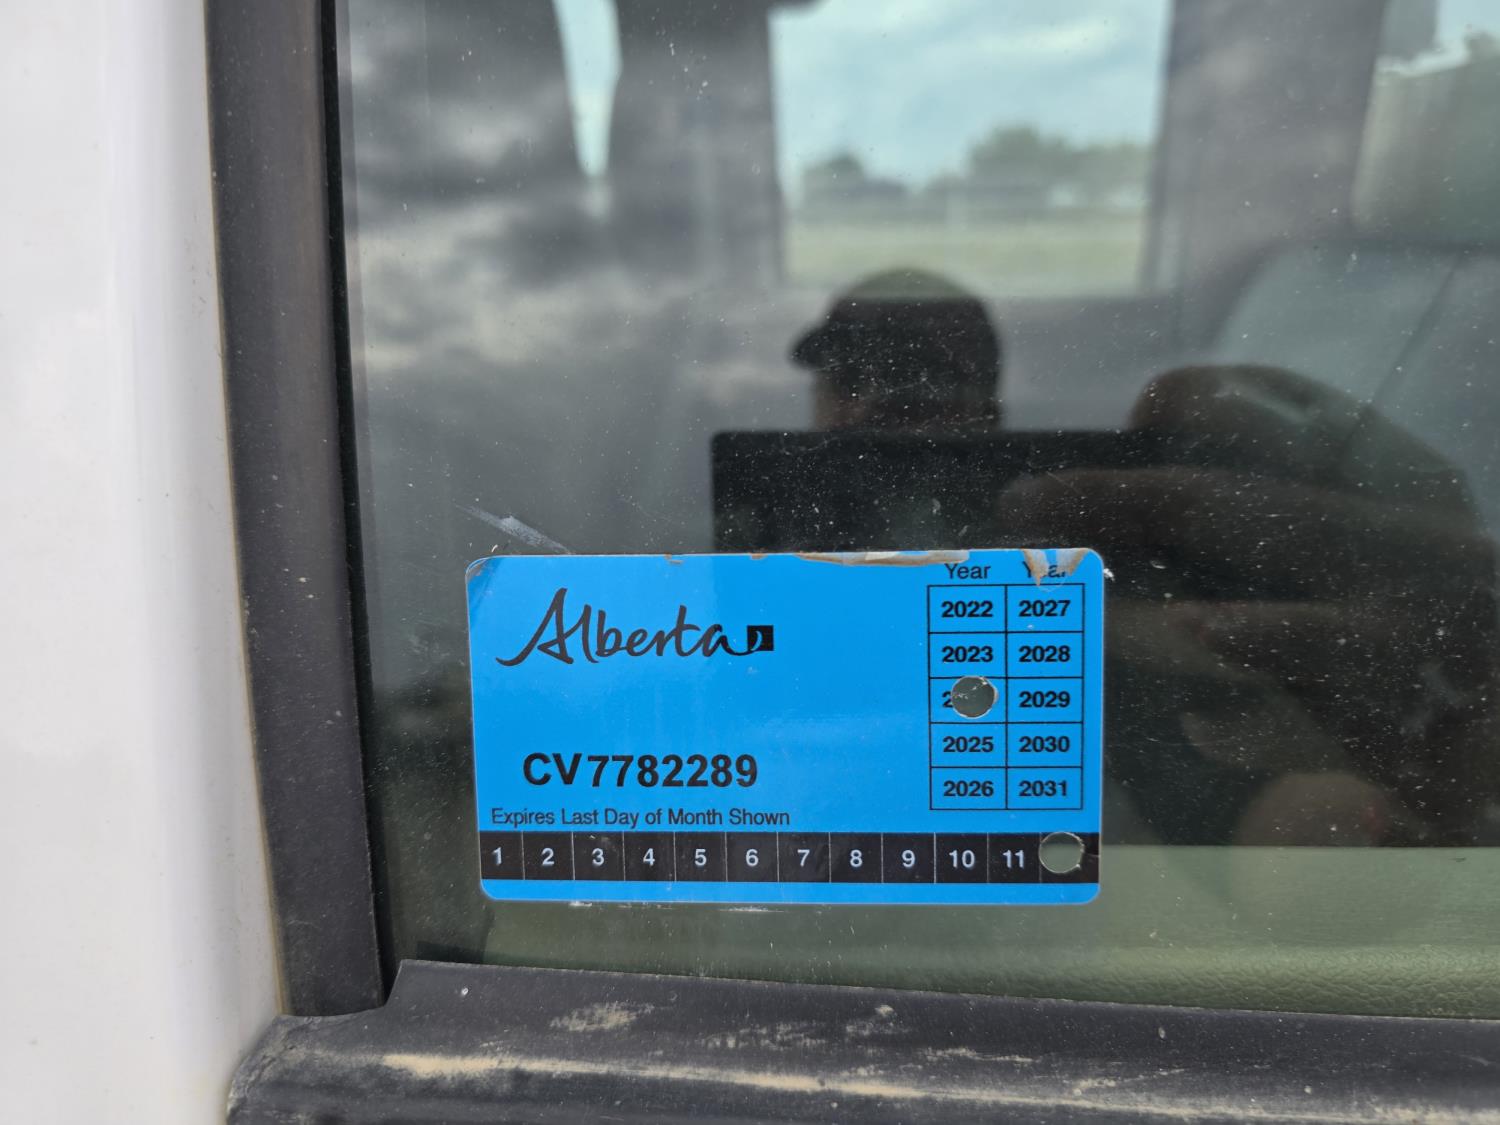 Alberta
Year Year
2022 2027
2023 2028
2029
2025 2030
2026 2031
CV7782289
Expires Last Day of Month Shown
1 2 3 4 5 6 7 8 9 10 11